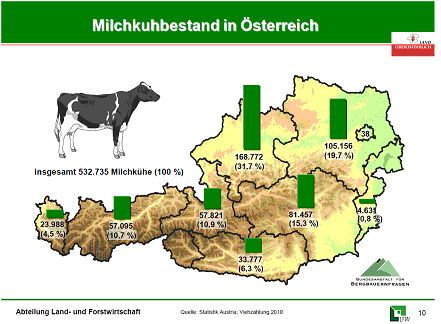 Milchkuhbestand in Österreich
LAND
OBERÖSTERREICH
Insgesamt 532.735 Milchkühe (100 %)
168.772
(31,7 %)
105.156
(19,7 %)
38
23.988
(4,5 %)
57.095
(10,7 %)
57.821
(10,9 %)
81.457
(15,3 %)
4.631
(0,8 %)
33.777
(6,3 %)
BUNDESANSTALT FÜR
BERGBAUERNFRAGEN
Abteilung Land- und Forstwirtschaft
Quelle: Statistik Austria; Viehzählung 2010
10